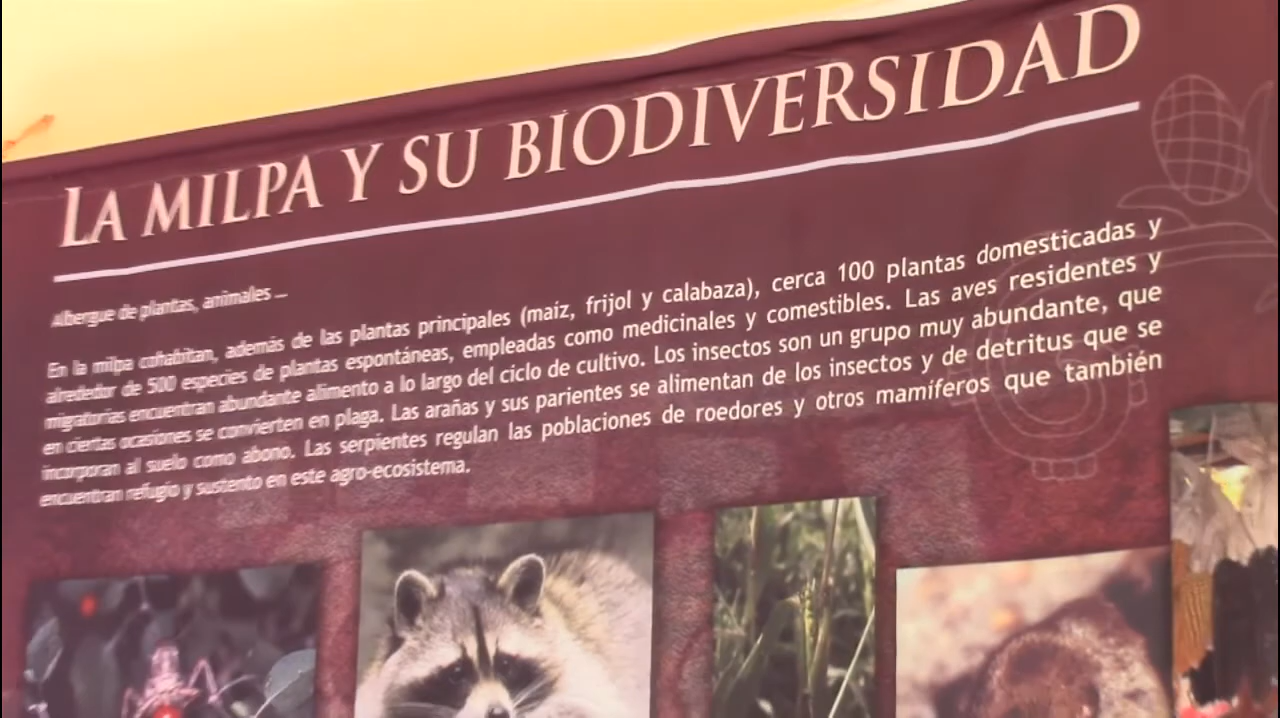 LA MILPA Y SU BIODIVERSIDAD
Albergue de plantas, animales ...
En la milpa cohabitan, además de las plantas principales (maíz, frijol y calabaza), cerca 100 plantas domesticadas y
alrededor de 500 especies de plantas espontáneas, empleadas como medicinales y comestibles. Las aves residentes y
migratorias encuentran abundante alimento a lo largo del ciclo de cultivo. Los insectos son un grupo muy abundante, que
en ciertas ocasiones se convierten en plaga. Las arañas y sus parientes se alimentan de los insectos y de detritus que se
incorporan al suelo como abono. Las serpientes regulan las poblaciones de roedores y otros mamíferos que también
encuentran refugio y sustento en este agro-ecosistema.